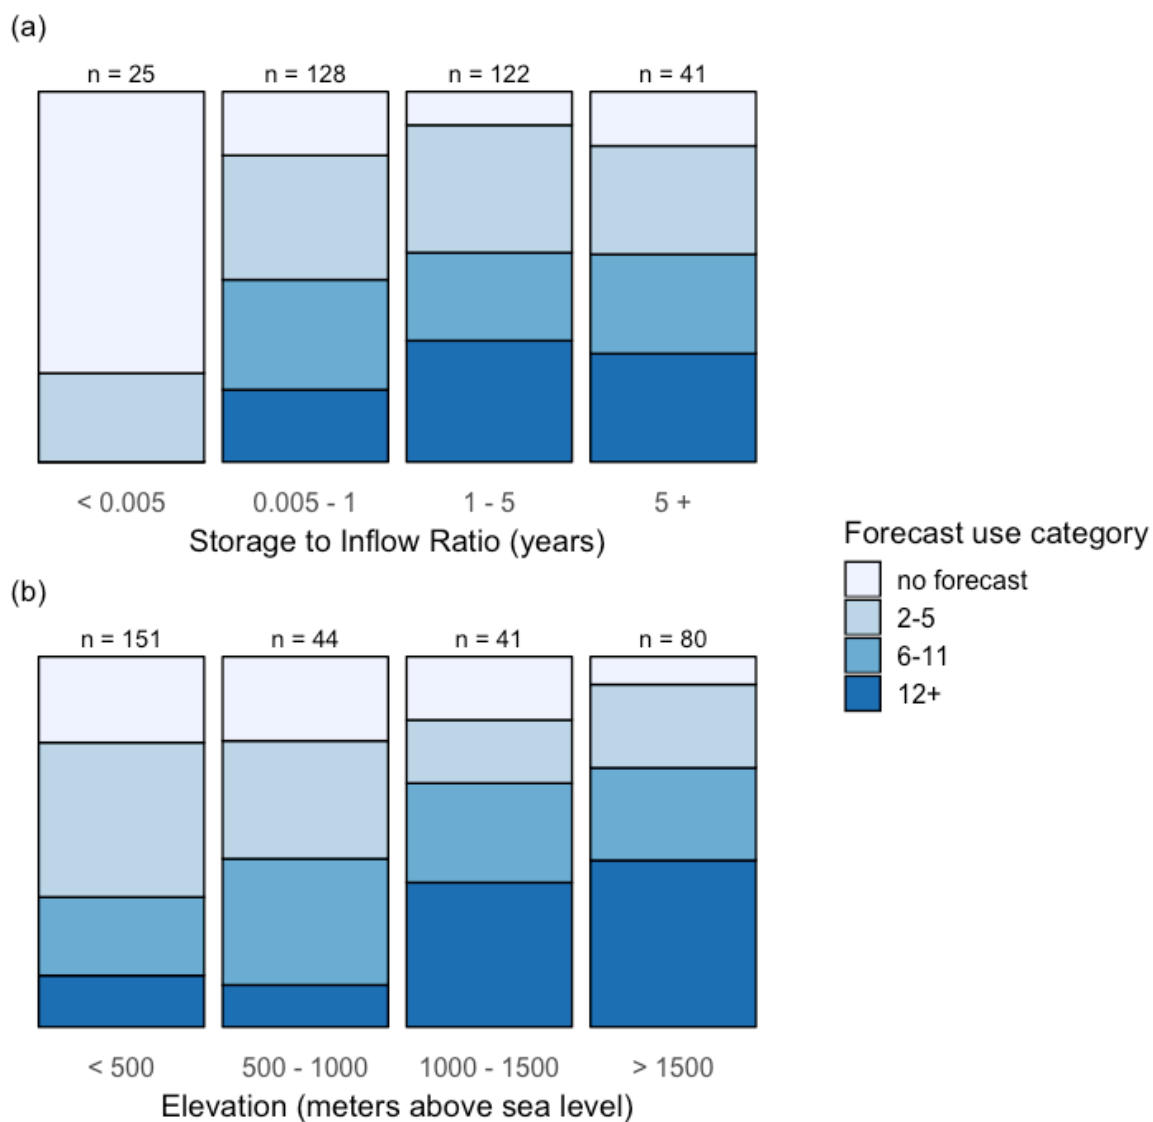 (a)
n = 25 n = 128 n = 122 n = 41
< 0.005 0.005 - 1 1 - 5 5 +
Storage to Inflow Ratio (years)
Forecast use category
no forecast
2-5
6-11
12+
(b)
n = 151 n = 44 n = 41 n = 80
< 500 500 - 1000 1000 - 1500 > 1500
Elevation (meters above sea level)